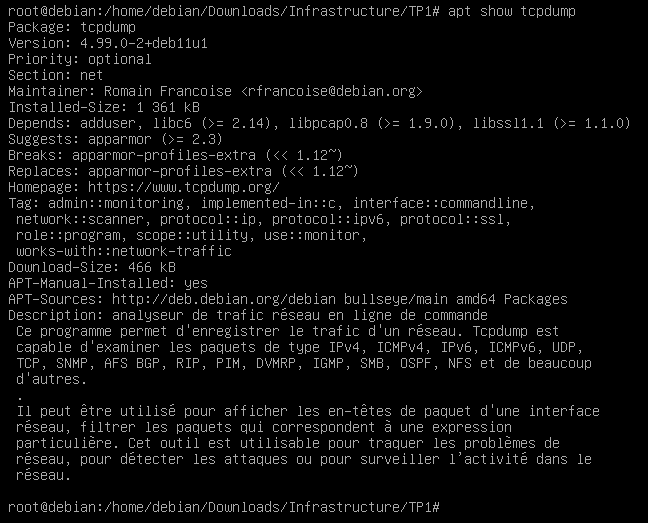 root@debian:/home/debian/Downloads/Infrastructure/TP1# apt show tcpdump
Package: tcpdump
Version: 4.99.0-2+deb11u1
Priority: optional
Section: net
Maintainer: Romain Francoise <rfrancoise@debian.org>
Installed-Size: 1 361 kB
Depends: adduser, libc6 (>= 2.14), libpcap0.8 (>= 1.9.0), libssl1.1 (>= 1.1.0)
Suggests: apparmor (>= 2.3)
Breaks: apparmor-profiles-extra (<< 1.12~)
Replaces: apparmor-profiles-extra (<< 1.12~)
Homepage: https://www.tcpdump.org/
Tag: admin::monitoring, implemented-in::c, interface::commandline,
 network::scanner, protocol::ip, protocol::ipv6, protocol::ssl,
 role::program, scope::utility, use::monitor,
 works-with::network-traffic
Download-Size: 466 kB
APT-Manual-Installed: yes
APT-Sources: http://deb.debian.org/debian bullseye/main amd64 Packages
Description: analyseur de trafic réseau en ligne de commande
 Ce programme permet d'enregistrer le trafic d'un réseau. Tcpdump est
 capable d'examiner les paquets de type IPv4, ICMPv4, IPv6, ICMPv6, UDP,
 TCP, SNMP, AFS BGP, RIP, PIM, DVMRP, IGMP, SMB, OSPF, NFS et de beaucoup
 d'autres.
 .
 Il peut être utilisé pour afficher les en-têtes de paquet d'une interface
 réseau, filtrer les paquets qui correspondent à une expression
 particulière. Cet outil est utilisable pour traquer les problèmes de
 réseau, pour détecter les attaques ou pour surveiller l'activité dans le
 réseau.
root@debian:/home/debian/Downloads/Infrastructure/TP1#